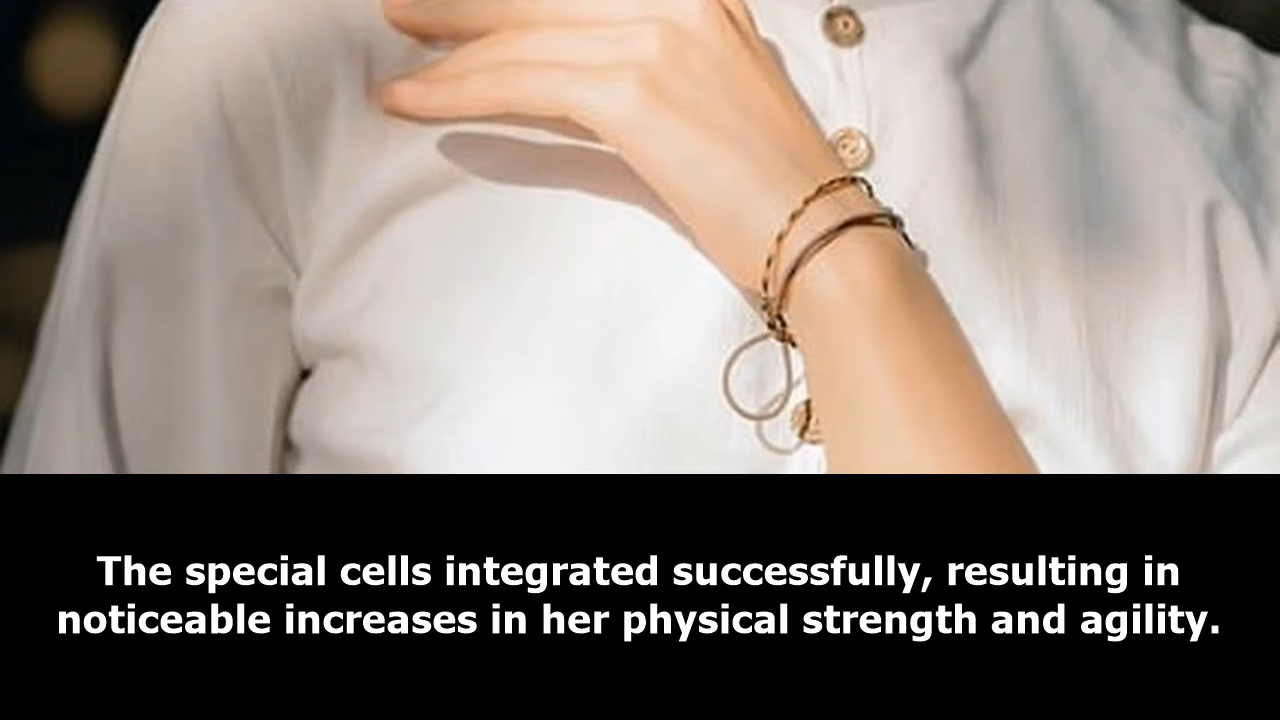 The special cells integrated successfully, resulting in
noticeable increases in her physical strength and agility.